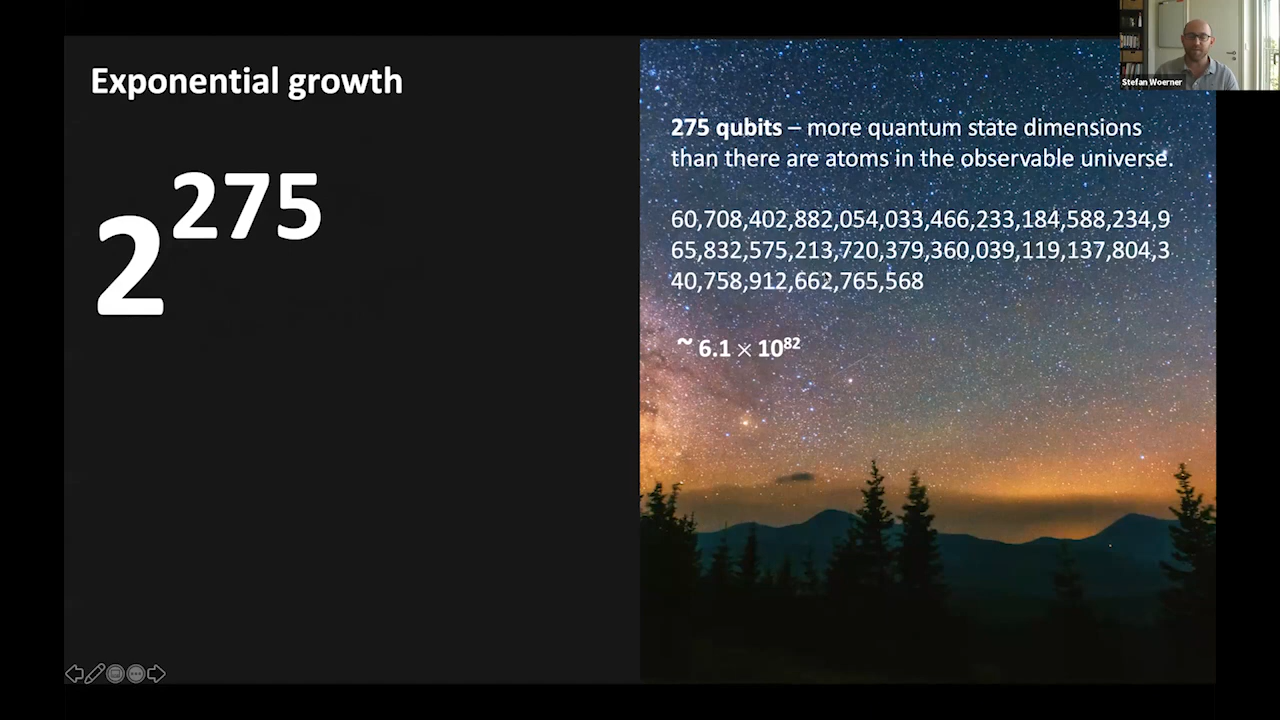 Exponential growth
2^275
275 qubits – more quantum state dimensions
than there are atoms in the observable universe.
60,708,402,882,054,033,466,233,184,588,234,9
65,832,575,213,720,379,360,039,119,137,804,3
40,758,912,662,765,568
~ 6.1 × 10^82
Stefan Woerner